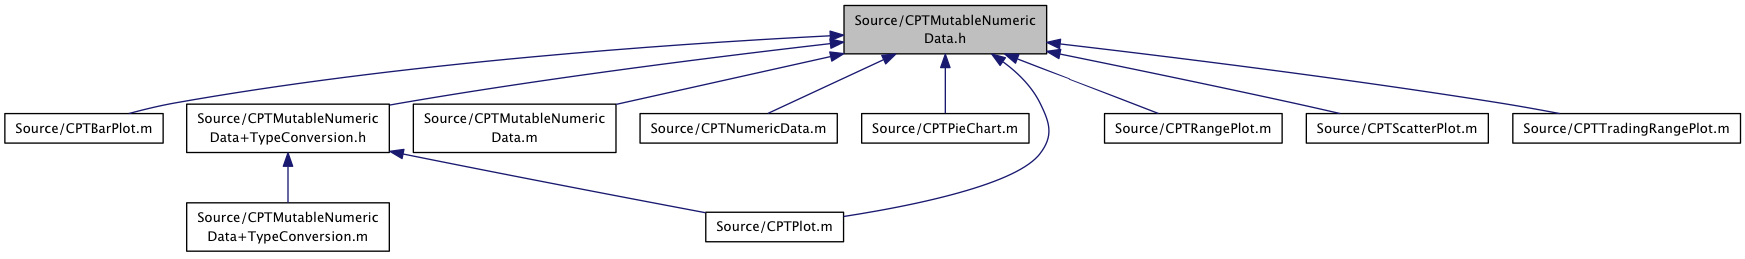 Source/CPTMutableNumeric
Data.h
Source/CPTBarPlot.m
Source/CPTMutableNumeric
Data+TypeConversion.h
Source/CPTMutableNumeric
Data.m
Source/CPTNumericData.m
Source/CPTPieChart.m
Source/CPTRangePlot.m
Source/CPTScatterPlot.m
Source/CPTTradingRangePlot.m
Source/CPTMutableNumeric
Data+TypeConversion.m
Source/CPTPlot.m